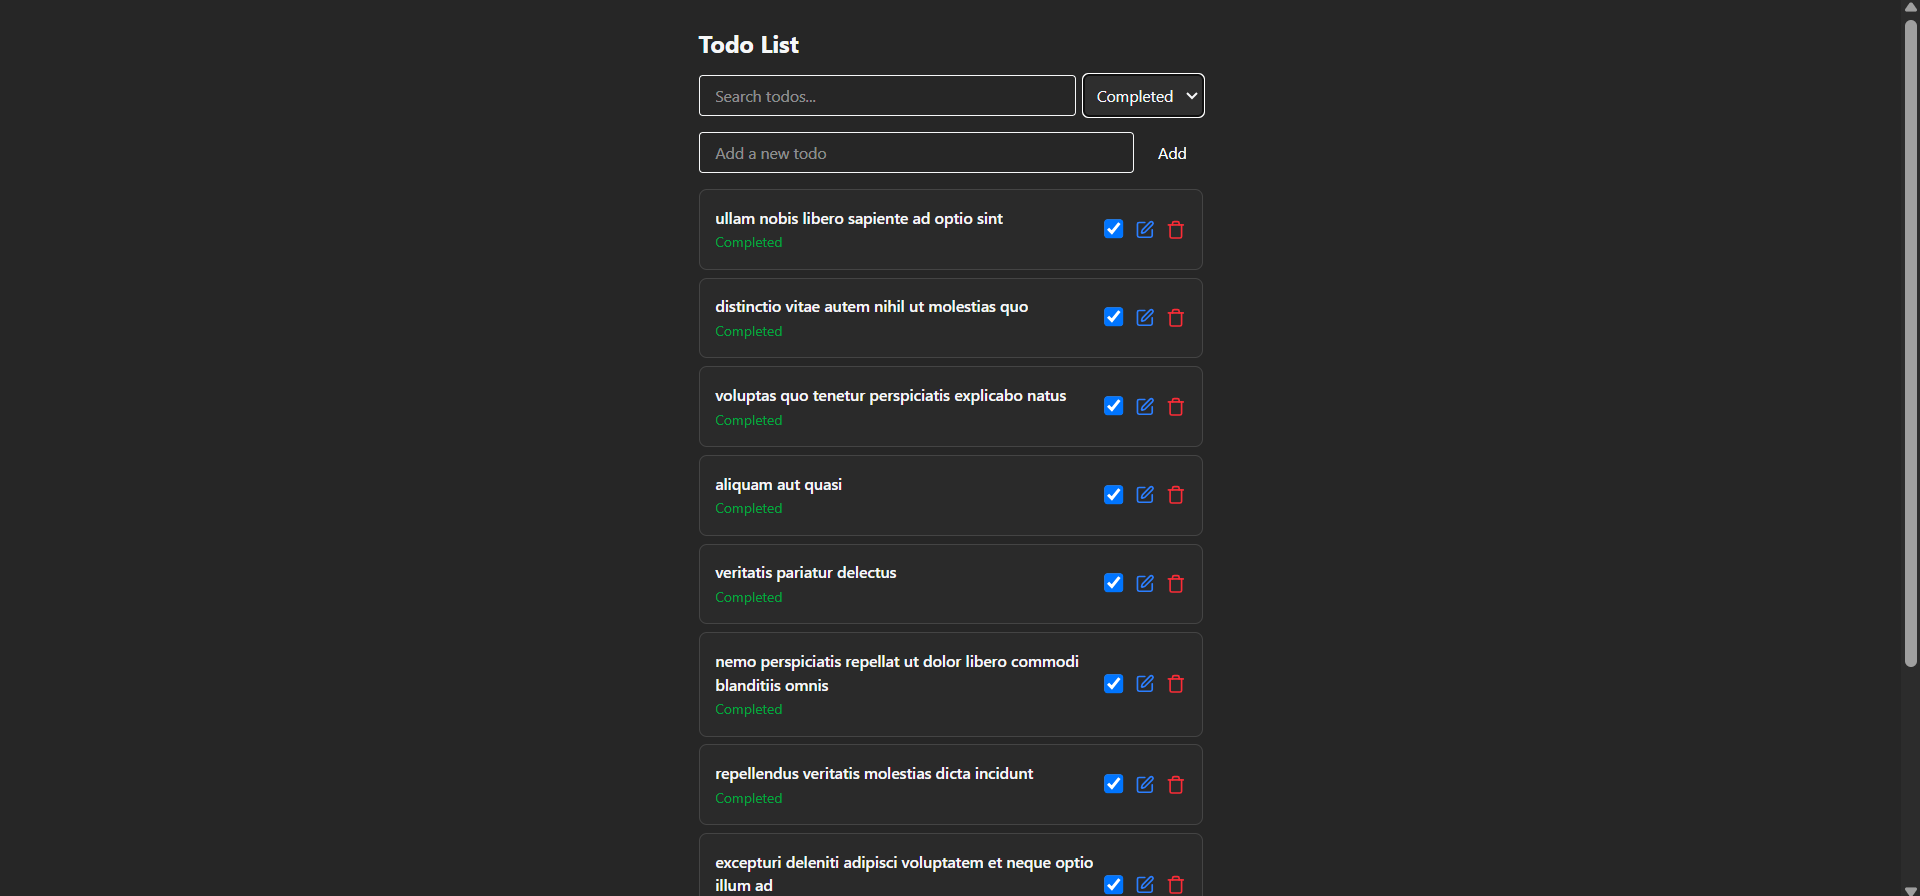 Todo List
Search todos...
Completed
Add a new todo
Add
ullam nobis libero sapiente ad optio sint
Completed
distinctio vitae autem nihil ut molestias quo
Completed
voluptas quo tenetur perspiciatis explicabo natus
Completed
aliquam aut quasi
Completed
veritatis pariatur delectus
Completed
nemo perspiciatis repellat ut dolor libero commodi
blanditiis omnis
Completed
repellendus veritatis molestias dicta incidunt
Completed
excepturi deleniti adipisci voluptatem et neque optio
illum ad